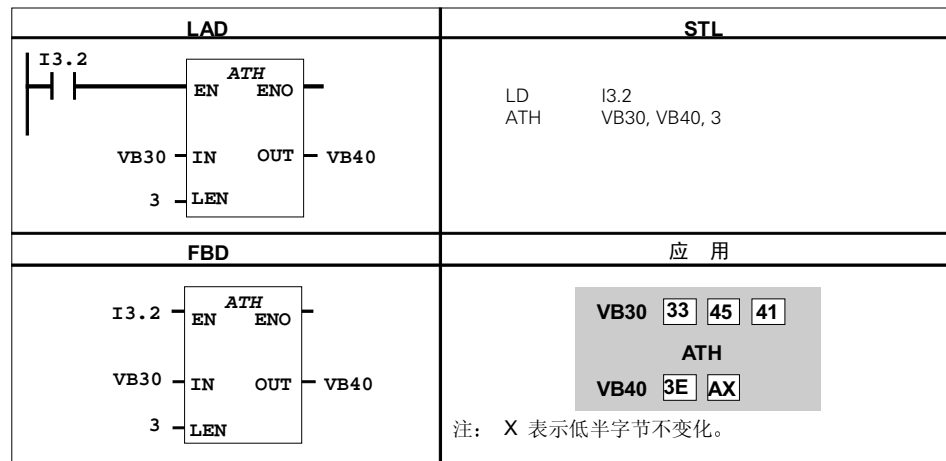 LAD
I3.2
ATH
EN ENO
VB30 IN OUT VB40
3 LEN
STL
LD I3.2
ATH VB30, VB40, 3
FBD
ATH
I3.2 EN ENO
VB30 IN OUT VB40
3 LEN
应 用
VB30 33 45 41
ATH
VB40 3E AX
注： X 表示低半字节不变化。